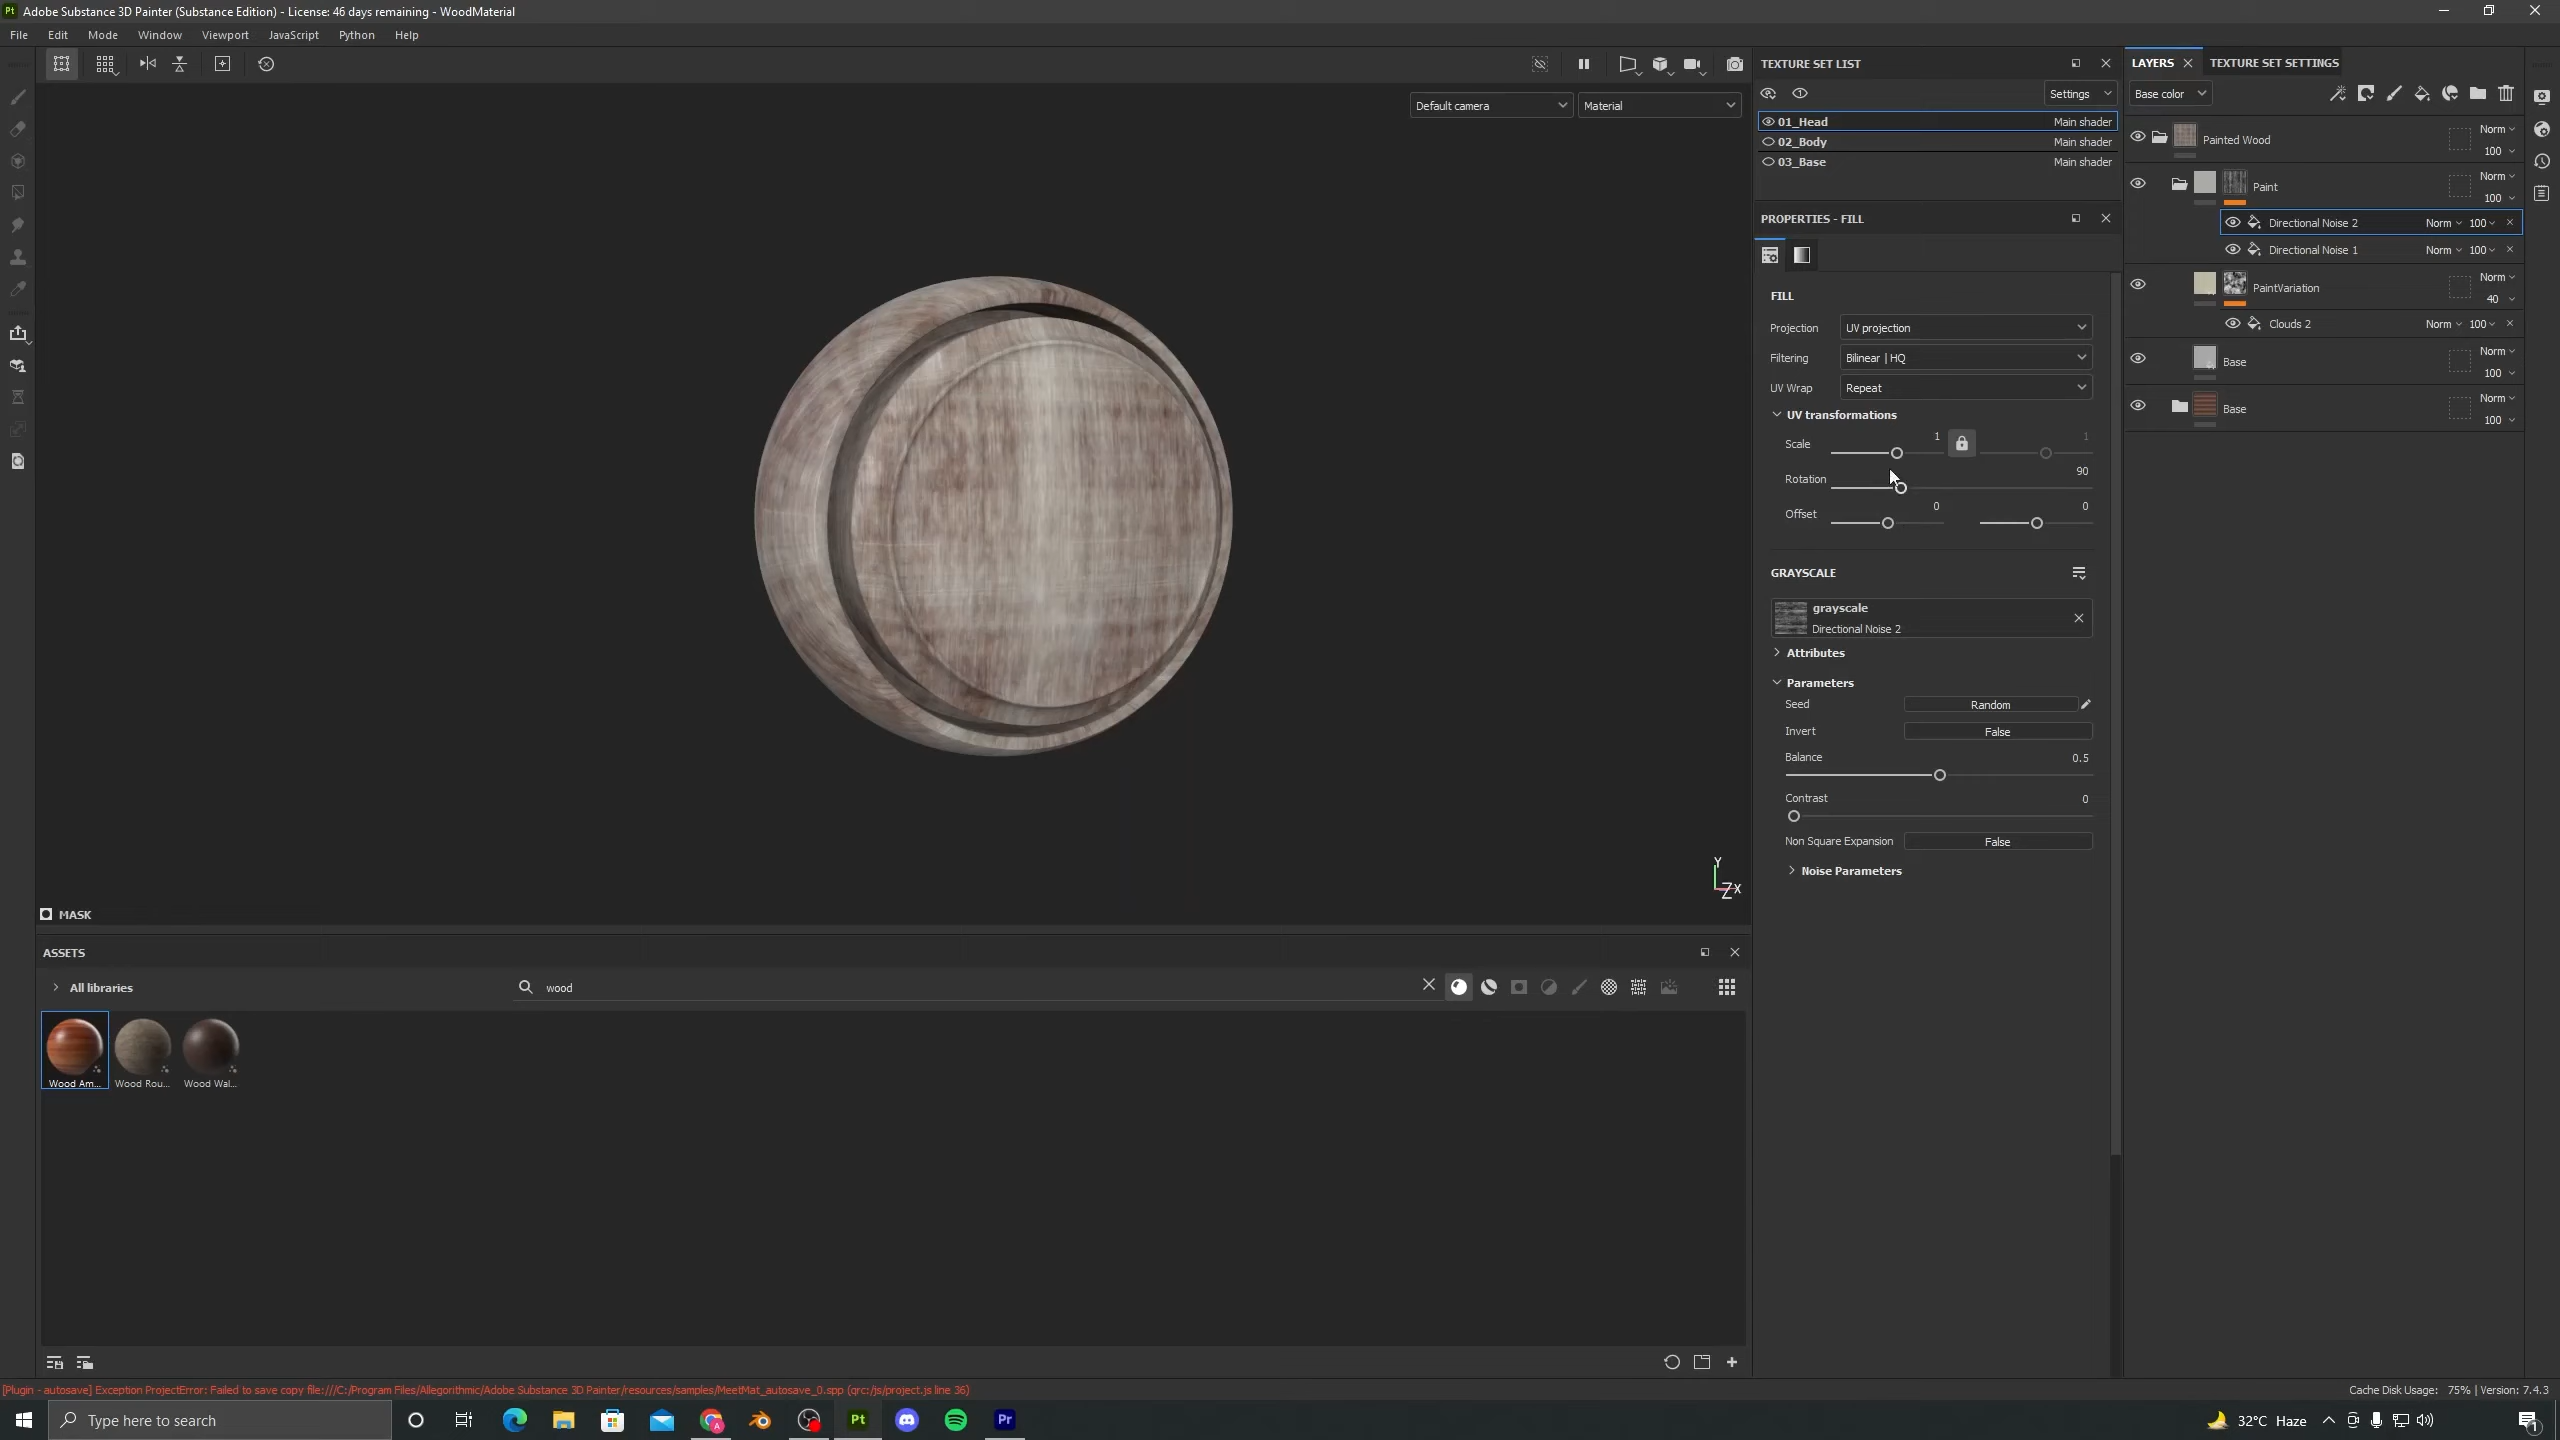 Pt Adobe Substance 3D Painter (Substance Edition) - License: 46 days remaining - WoodMaterial
File Edit Mode Window Viewport JavaScript Python Help
Default camera Material
MASK
TEXTURE SET LIST
Settings
01_Head Main shader
02_Body Main shader
03_Base Main shader
PROPERTIES - FILL
FILL
Projection UV projection
Filtering Bilinear | HQ
UV Wrap Repeat
UV transformations
Scale 1 1
Rotation 90
Offset 0 0
GRAYSCALE
grayscale
Directional Noise 2
Attributes
Parameters
Seed Random
Invert False
Balance 0.5
Contrast 0
Non Square Expansion False
Noise Parameters
LAYERS TEXTURE SET SETTINGS
Base color
Painted Wood Norm 100
Paint Norm 100
Directional Noise 2 Norm 100
Directional Noise 1 Norm 100
PaintVariation Norm 40
Clouds 2 Norm 100
Base Norm 100
Base Norm 100
Y
Z X
ASSETS
All libraries wood
Wood Am... Wood Rou... Wood Wal...
[Plugin - autosave] Exception ProjectError: Failed to save copy file:///C:/Program Files/Allegorithmic/Adobe Substance 3D Painter/resources/samples/MeetMat_autosave_0.spp (qrc:/js/project.js line 36)
Cache Disk Usage: 75% | Version: 7.4.3
Type here to search
Pt Pr
32°C Haze
1